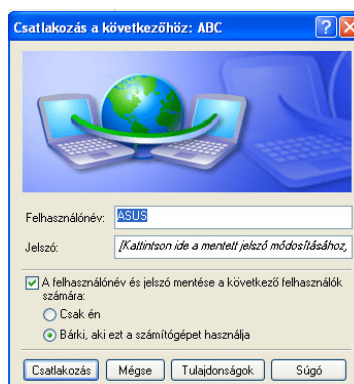 Csatlakozás a következőhöz: ABC
Felhasználónév: ASUS
Jelszó: [Kattintson ide a mentett jelszó módosításához,
A felhasználónév és jelszó mentése a következő felhasználók
számára:
Csak én
Bárki, aki ezt a számítógépet használja
Csatlakozás Mégse Tulajdonságok Súgó